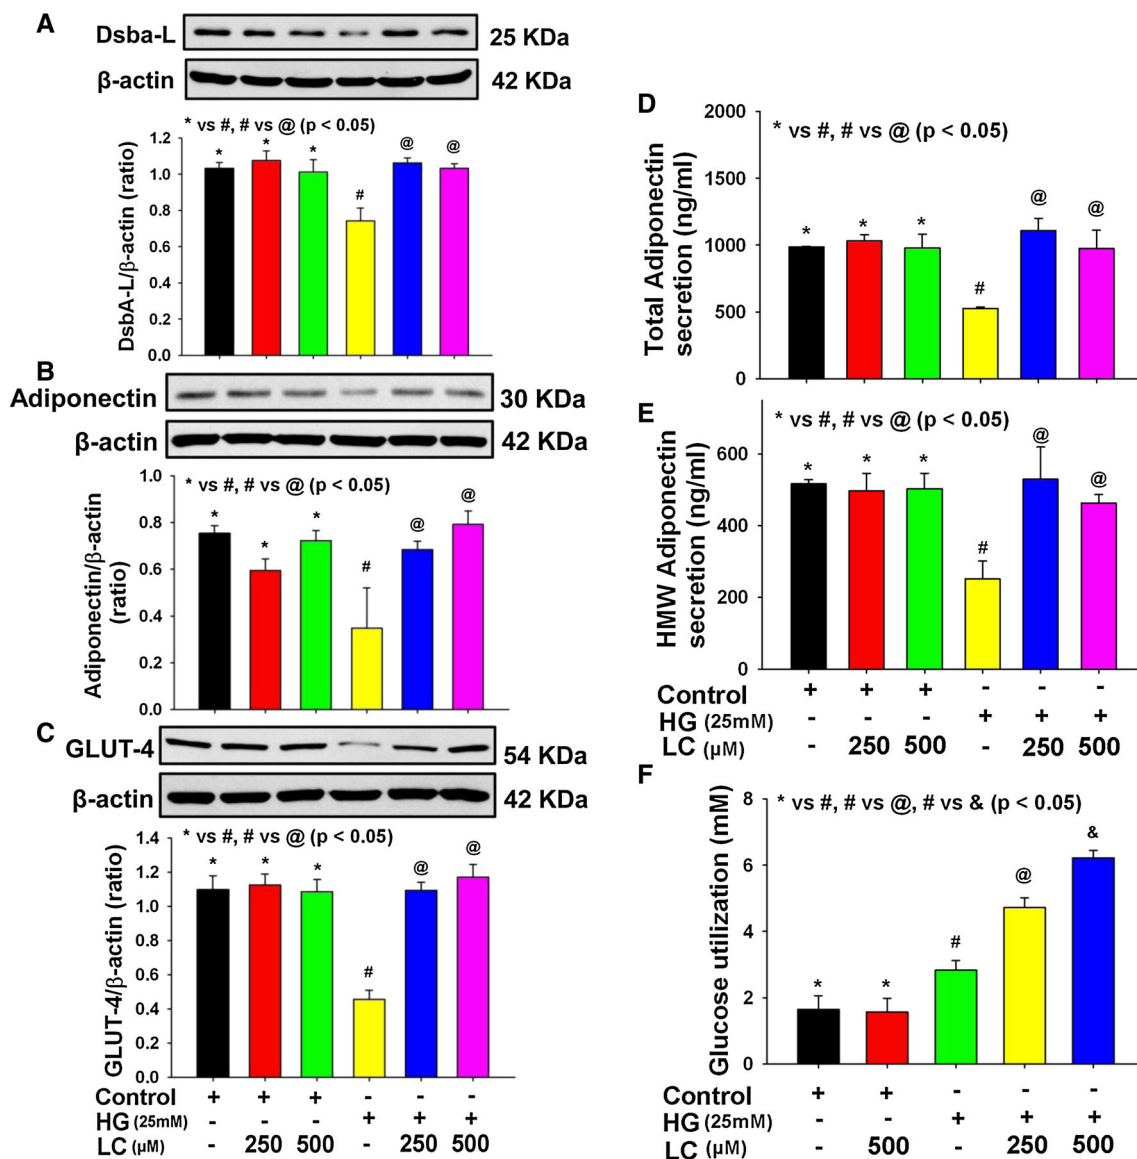 A
Dsba-L
25 KDa
β-actin
42 KDa
* vs #, # vs @ (p < 0.05)
DsbA-L/β-actin (ratio)
1.2
1.0
0.8
0.6
0.4
0.2
0.0
* * * # @ @
B
Adiponectin
30 KDa
β-actin
42 KDa
* vs #, # vs @ (p < 0.05)
Adiponectin/β-actin
(ratio)
1.0
0.8
0.6
0.4
0.2
0.0
* * * # @ @
C
GLUT-4
54 KDa
β-actin
42 KDa
* vs #, # vs @ (p < 0.05)
GLUT-4/β-actin (ratio)
1.4
1.2
1.0
0.8
0.6
0.4
0.2
0.0
* * * # @ @
Control + + + - - -
HG (25mM) - - - + + +
LC (µM) - 250 500 - 250 500
D
* vs #, # vs @ (p < 0.05)
Total Adiponectin
secretion (ng/ml)
2000
1500
1000
500
0
* * * # @ @
E
* vs #, # vs @ (p < 0.05)
HMW Adiponectin
secretion (ng/ml)
600
400
200
0
* * * # @ @
Control + + + - - -
HG (25mM) - - - + + +
LC (µM) - 250 500 - 250 500
F
* vs #, # vs @, # vs & (p < 0.05)
Glucose utilization (mM)
8
6
4
2
0
* * # @ &
Control + + - - -
HG (25mM) - - + + +
LC (µM) - 500 - 250 500